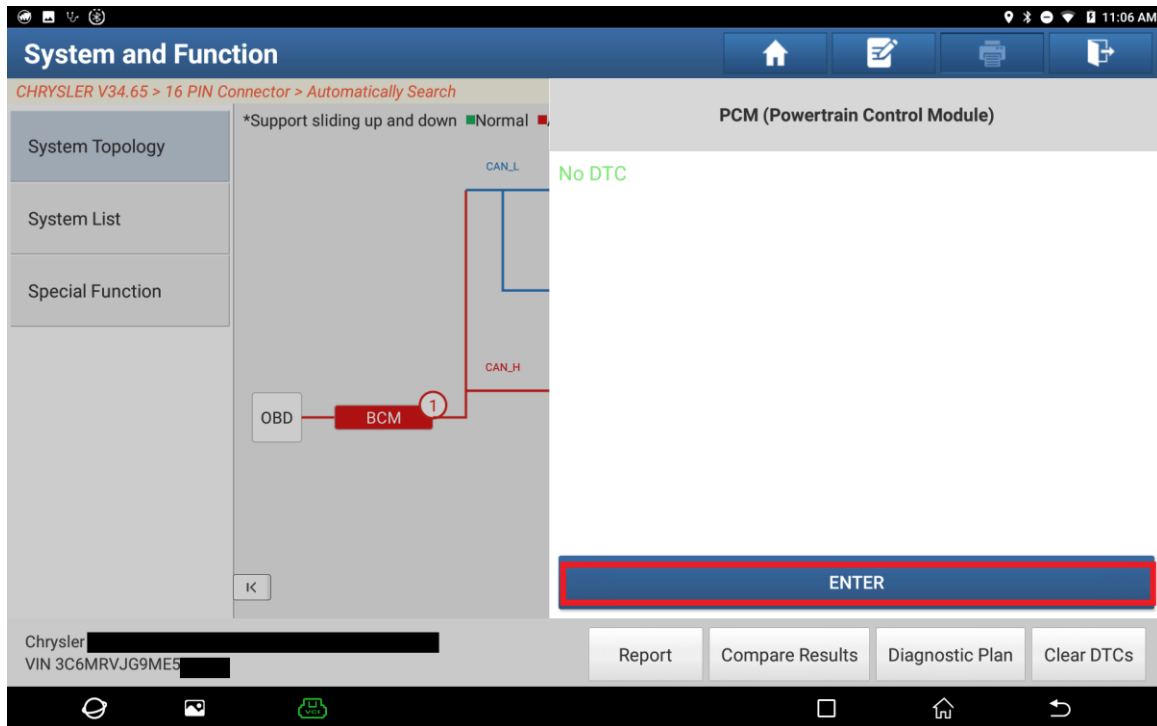 11:06 AM
System and Function
CHRYSLER V34.65 > 16 PIN Connector > Automatically Search
System Topology
System List
Special Function
*Support sliding up and down Normal
CAN_L
CAN_H
OBD
BCM
1
PCM (Powertrain Control Module)
No DTC
ENTER
Chrysler
VIN 3C6MRVJG9ME5
Report
Compare Results
Diagnostic Plan
Clear DTCs
VCI